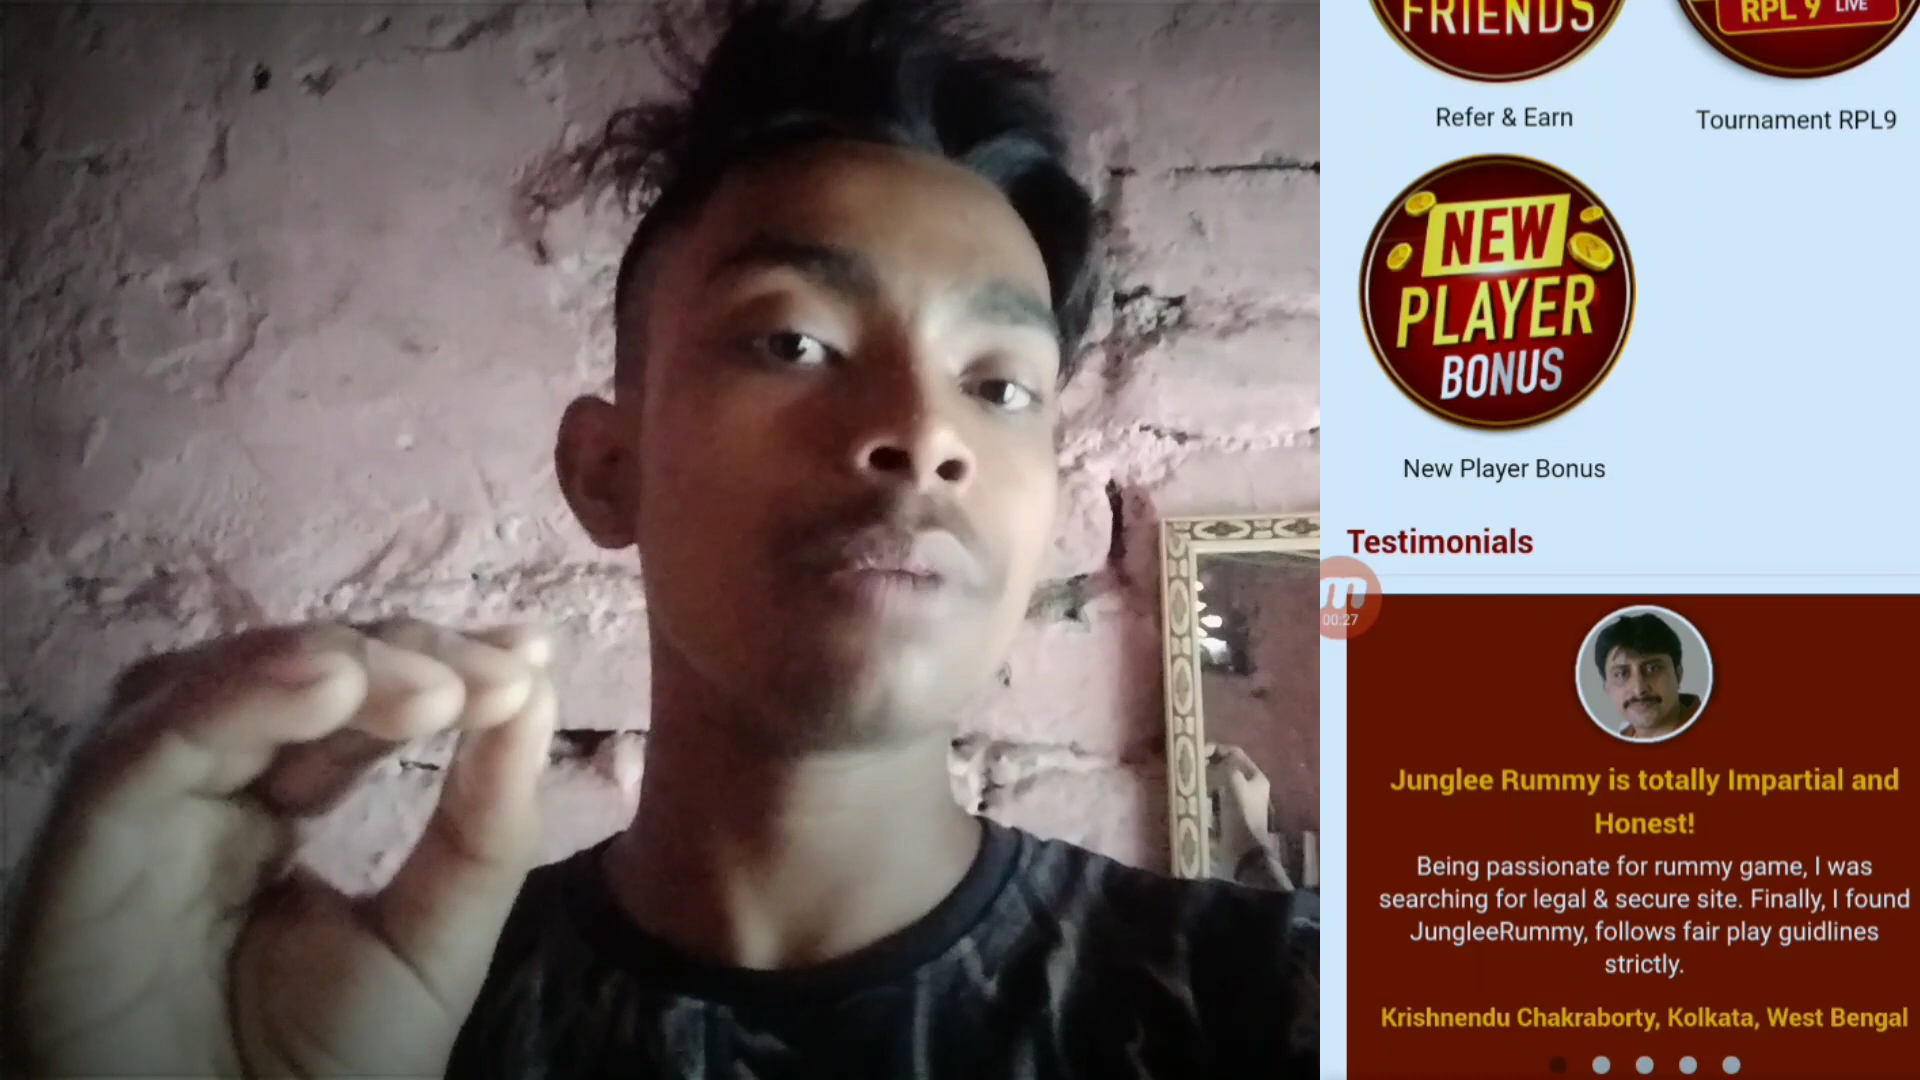 FRIENDS
RPL 9 LIVE
Refer & Earn
Tournament RPL9
NEW
PLAYER
BONUS
New Player Bonus
Testimonials
m
00:27
Junglee Rummy is totally Impartial and
Honest!
Being passionate for rummy game, I was
searching for legal & secure site. Finally, I found
JungleeRummy, follows fair play guidlines
strictly.
Krishnendu Chakraborty, Kolkata, West Bengal